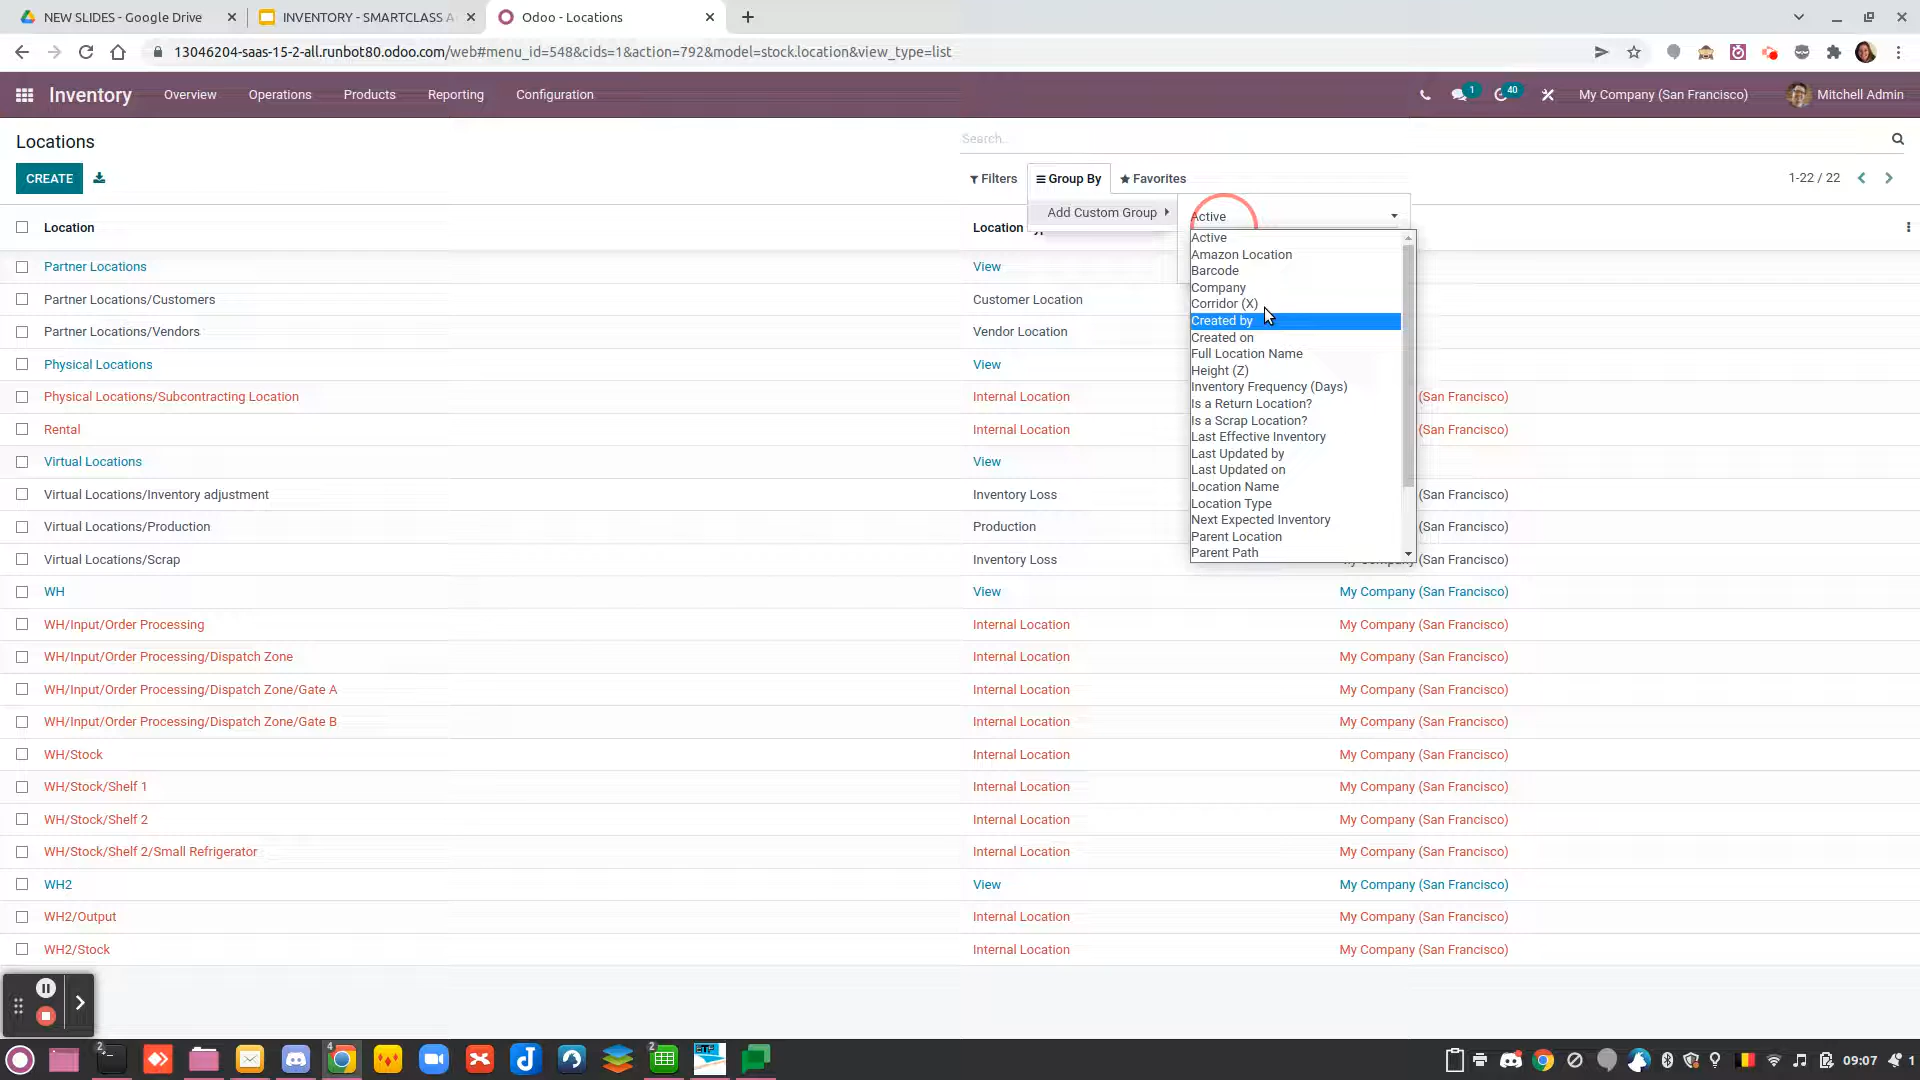 NEW SLIDES - Google Drive
INVENTORY - SMARTCLASS A
Odoo - Locations
13046204-saas-15-2-all.runbot80.odoo.com/web#menu_id=548&cids=1&action=792&model=stock.location&view_type=list
Inventory Overview Operations Products Reporting Configuration
1 40 My Company (San Francisco) Mitchell Admin
Locations
Search...
CREATE
Filters Group By Favorites
1-22 / 22
Add Custom Group
Active
Location
Location
Active
Amazon Location
Barcode
Company
Corridor (X)
Created by
Created on
Full Location Name
Height (Z)
Inventory Frequency (Days)
Is a Return Location?
Is a Scrap Location?
Last Effective Inventory
Last Updated by
Last Updated on
Location Name
Location Type
Next Expected Inventory
Parent Location
Parent Path
Partner Locations View
Partner Locations/Customers Customer Location
Partner Locations/Vendors Vendor Location
Physical Locations View
Physical Locations/Subcontracting Location Internal Location (San Francisco)
Rental Internal Location (San Francisco)
Virtual Locations View
Virtual Locations/Inventory adjustment Inventory Loss (San Francisco)
Virtual Locations/Production Production (San Francisco)
Virtual Locations/Scrap Inventory Loss My Company (San Francisco)
WH View My Company (San Francisco)
WH/Input/Order Processing Internal Location My Company (San Francisco)
WH/Input/Order Processing/Dispatch Zone Internal Location My Company (San Francisco)
WH/Input/Order Processing/Dispatch Zone/Gate A Internal Location My Company (San Francisco)
WH/Input/Order Processing/Dispatch Zone/Gate B Internal Location My Company (San Francisco)
WH/Stock Internal Location My Company (San Francisco)
WH/Stock/Shelf 1 Internal Location My Company (San Francisco)
WH/Stock/Shelf 2 Internal Location My Company (San Francisco)
WH/Stock/Shelf 2/Small Refrigerator Internal Location My Company (San Francisco)
WH2 View My Company (San Francisco)
WH2/Output Internal Location My Company (San Francisco)
WH2/Stock Internal Location My Company (San Francisco)
2 4 2 09:07 1